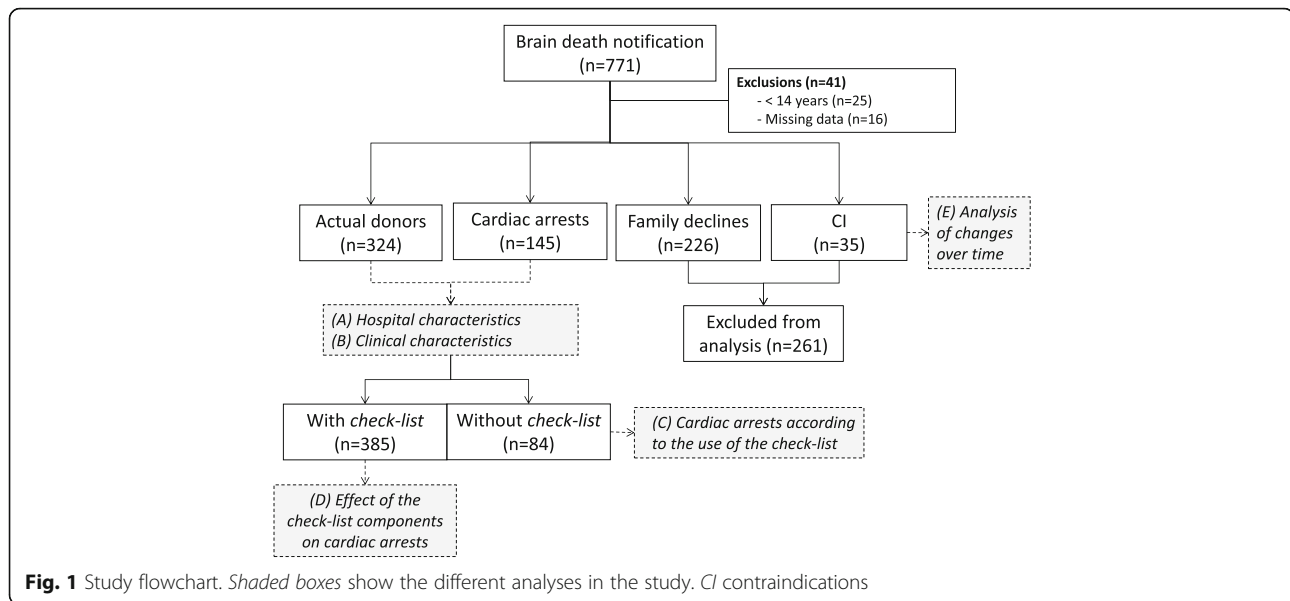 Brain death notification
(n=771)
Exclusions (n=41)
- < 14 years (n=25)
- Missing data (n=16)
Actual donors
(n=324)
Cardiac arrests
(n=145)
Family declines
(n=226)
CI
(n=35)
(E) Analysis
of changes
over time
(A) Hospital characteristics
(B) Clinical characteristics
Excluded from
analysis (n=261)
With check-list
(n=385)
Without check-list
(n=84)
(C) Cardiac arrests according
to the use of the check-list
(D) Effect of the
check-list components
on cardiac arrests
Fig. 1 Study flowchart. Shaded boxes show the different analyses in the study. CI contraindications